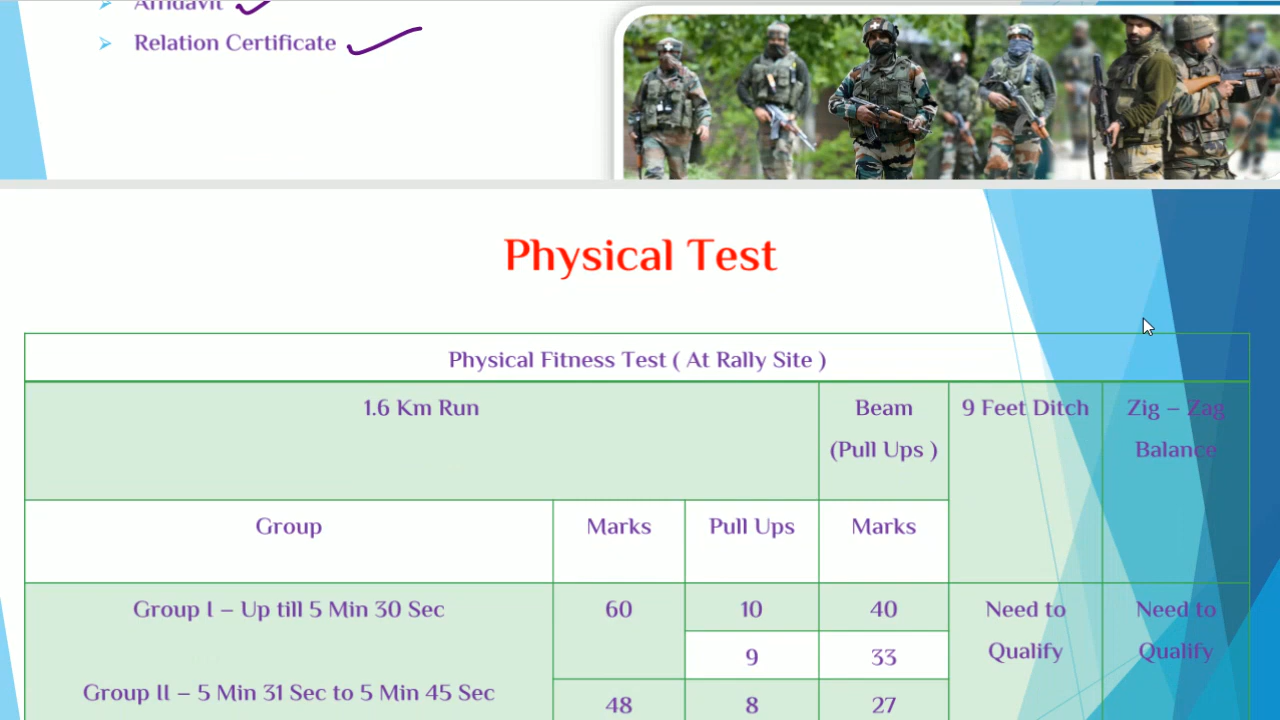 Affidavit
Relation Certificate
Physical Test
Physical Fitness Test ( At Rally Site )
1.6 Km Run
Beam
(Pull Ups )
9 Feet Ditch
Zig – Zag
Balance
Group
Marks
Pull Ups
Marks
Group I – Up till 5 Min 30 Sec
60
10
40
Need to
Qualify
Need to
Qualify
9
33
Group II – 5 Min 31 Sec to 5 Min 45 Sec
48
8
27